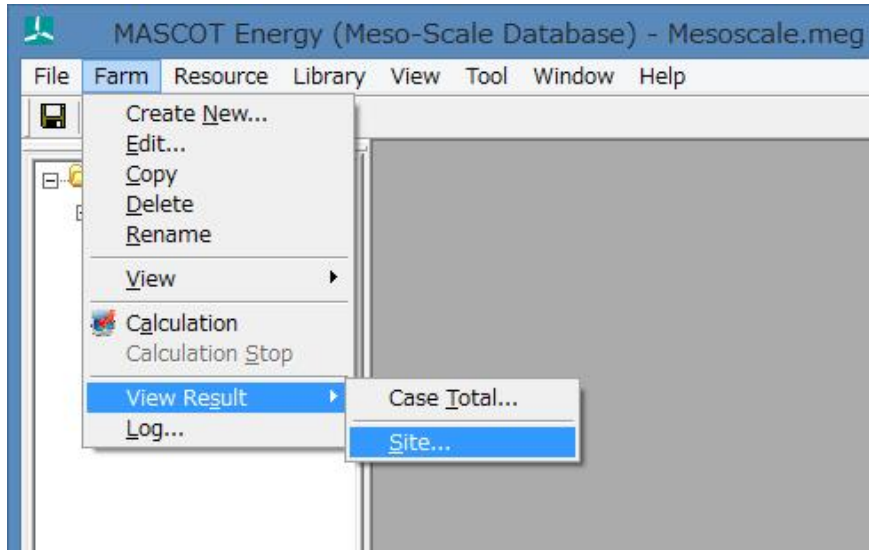 MASCOT Energy (Meso-Scale Database) - Mesoscale.meg
File Farm Resource Library View Tool Window Help
Create New...
Edit...
Copy
Delete
Rename
View
Calculation
Calculation Stop
View Result
Case Total...
Log...
Site...